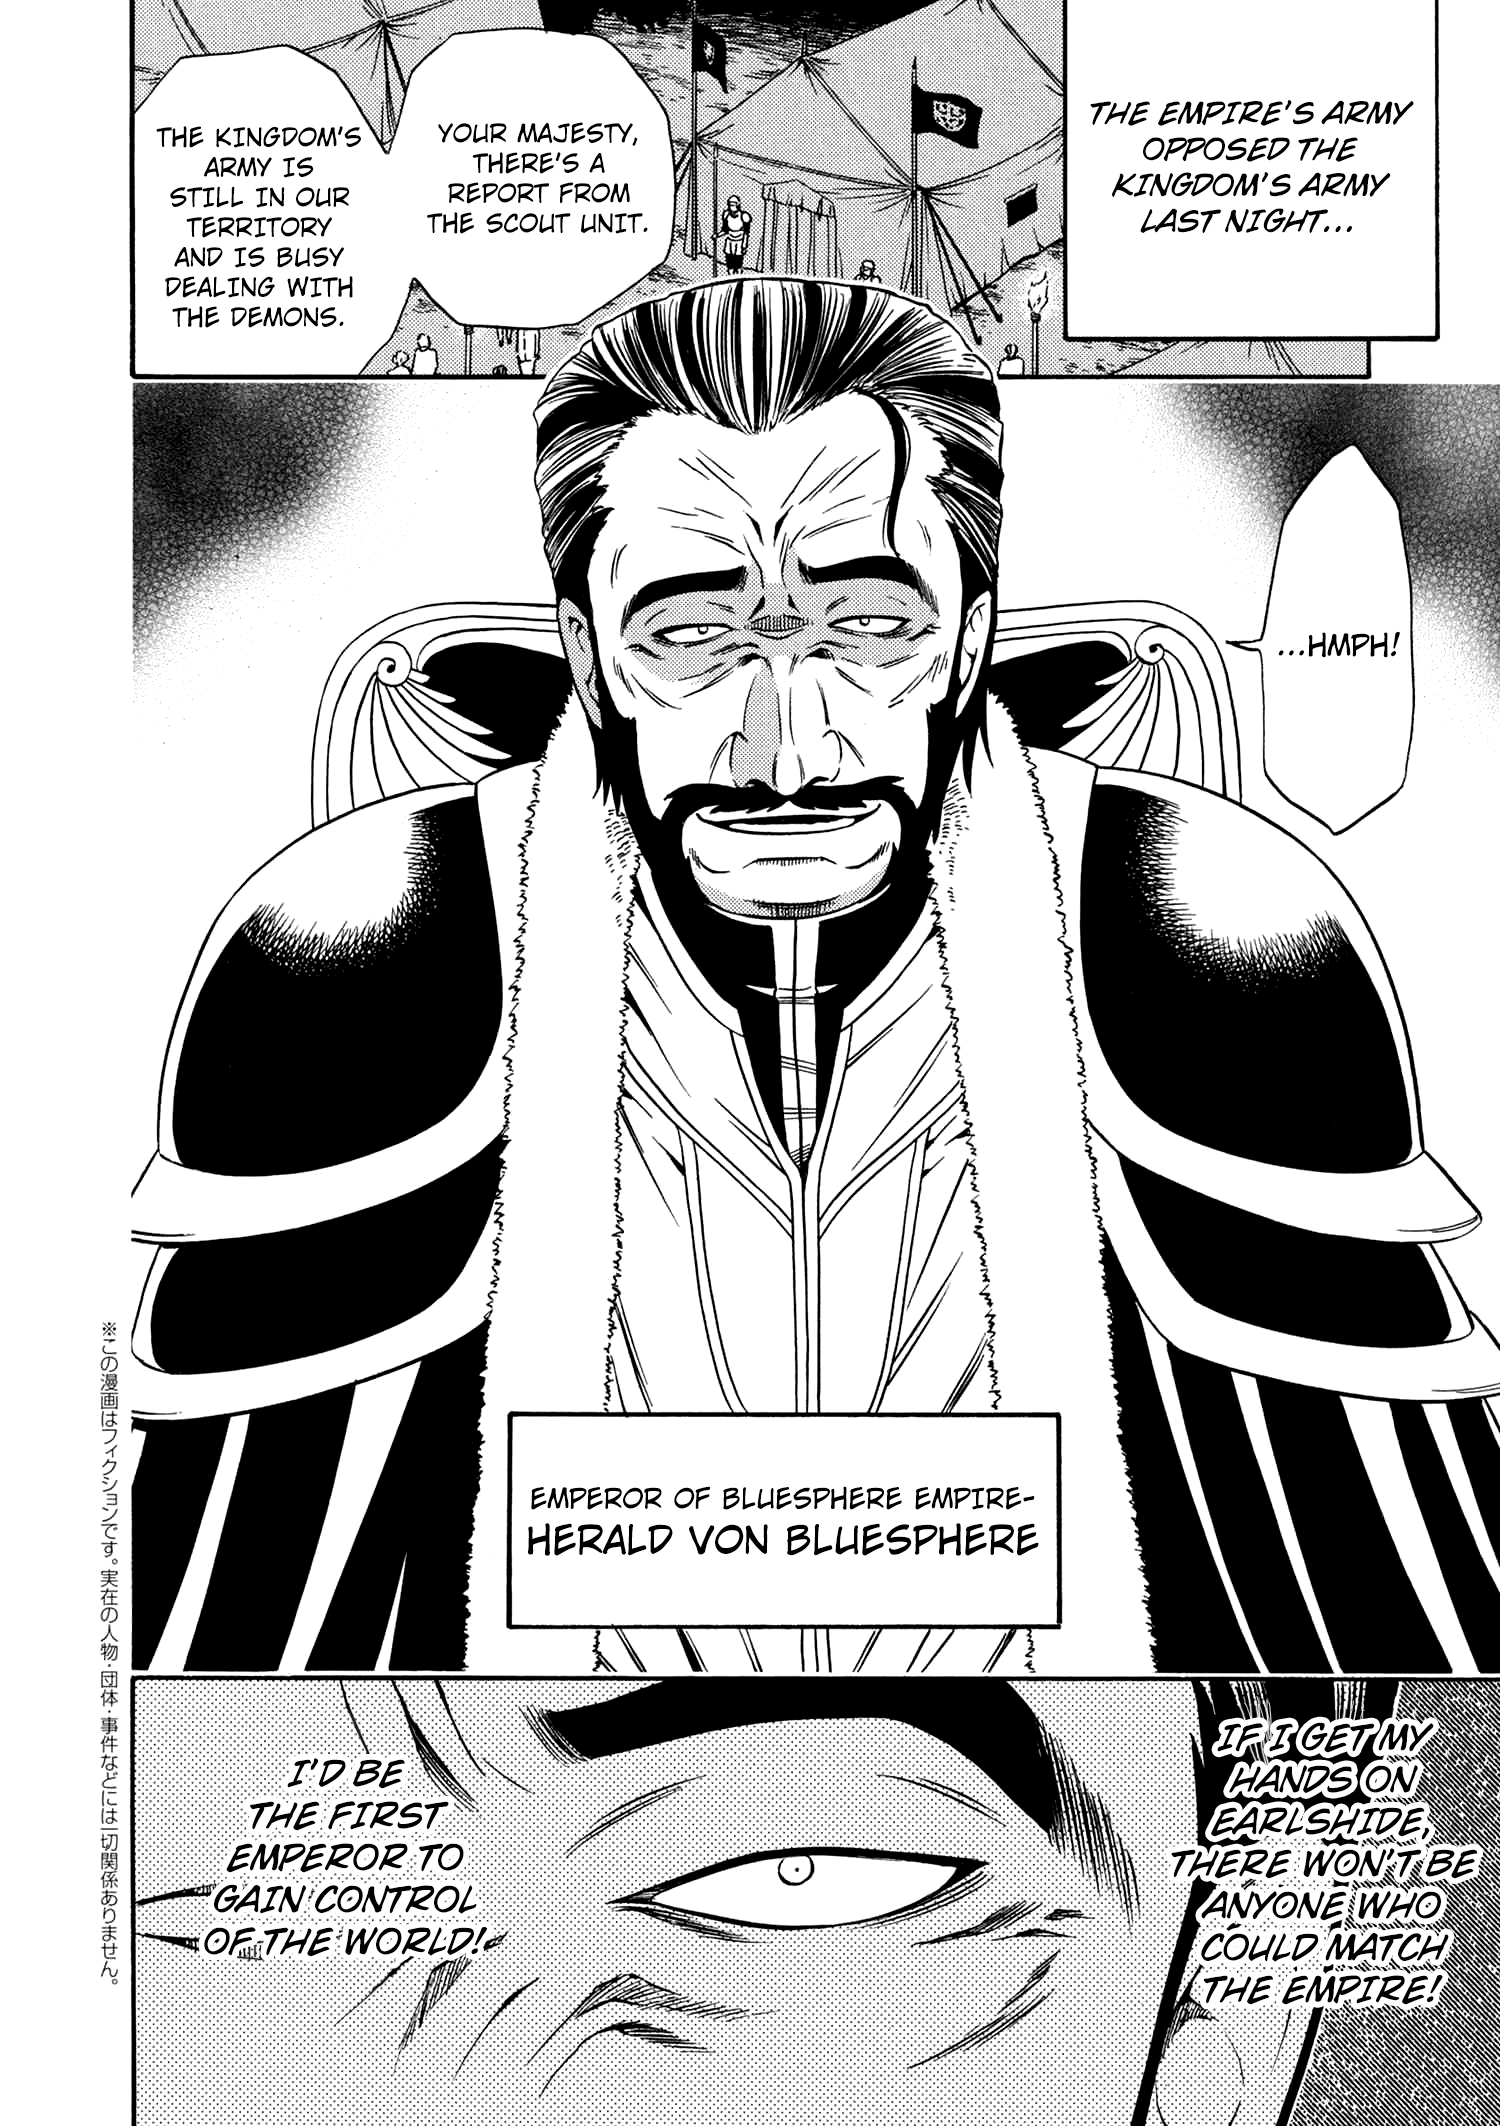 THE EMPIRE'S ARMY
OPPOSED THE
KINGDOM'S ARMY
LAST NIGHT...
YOUR MAJESTY,
THERE'S A
REPORT FROM
THE SCOUT UNIT.
THE KINGDOM'S
ARMY IS
STILL IN OUR
TERRITORY
AND IS BUSY
DEALING WITH
THE DEMONS.
...HMPH!
EMPEROR OF BLUESPHERE EMPIRE-
HERALD VON BLUESPHERE
IF I GET MY
HANDS ON
EARLSHIDE,
THERE WON'T BE
ANYONE WHO
COULD MATCH
THE EMPIRE!
I'D BE
THE FIRST
EMPEROR TO
GAIN CONTROL
OF THE WORLD!
※この漫画はフィクションです。実在の人物・団体・事件などには一切関係ありません。